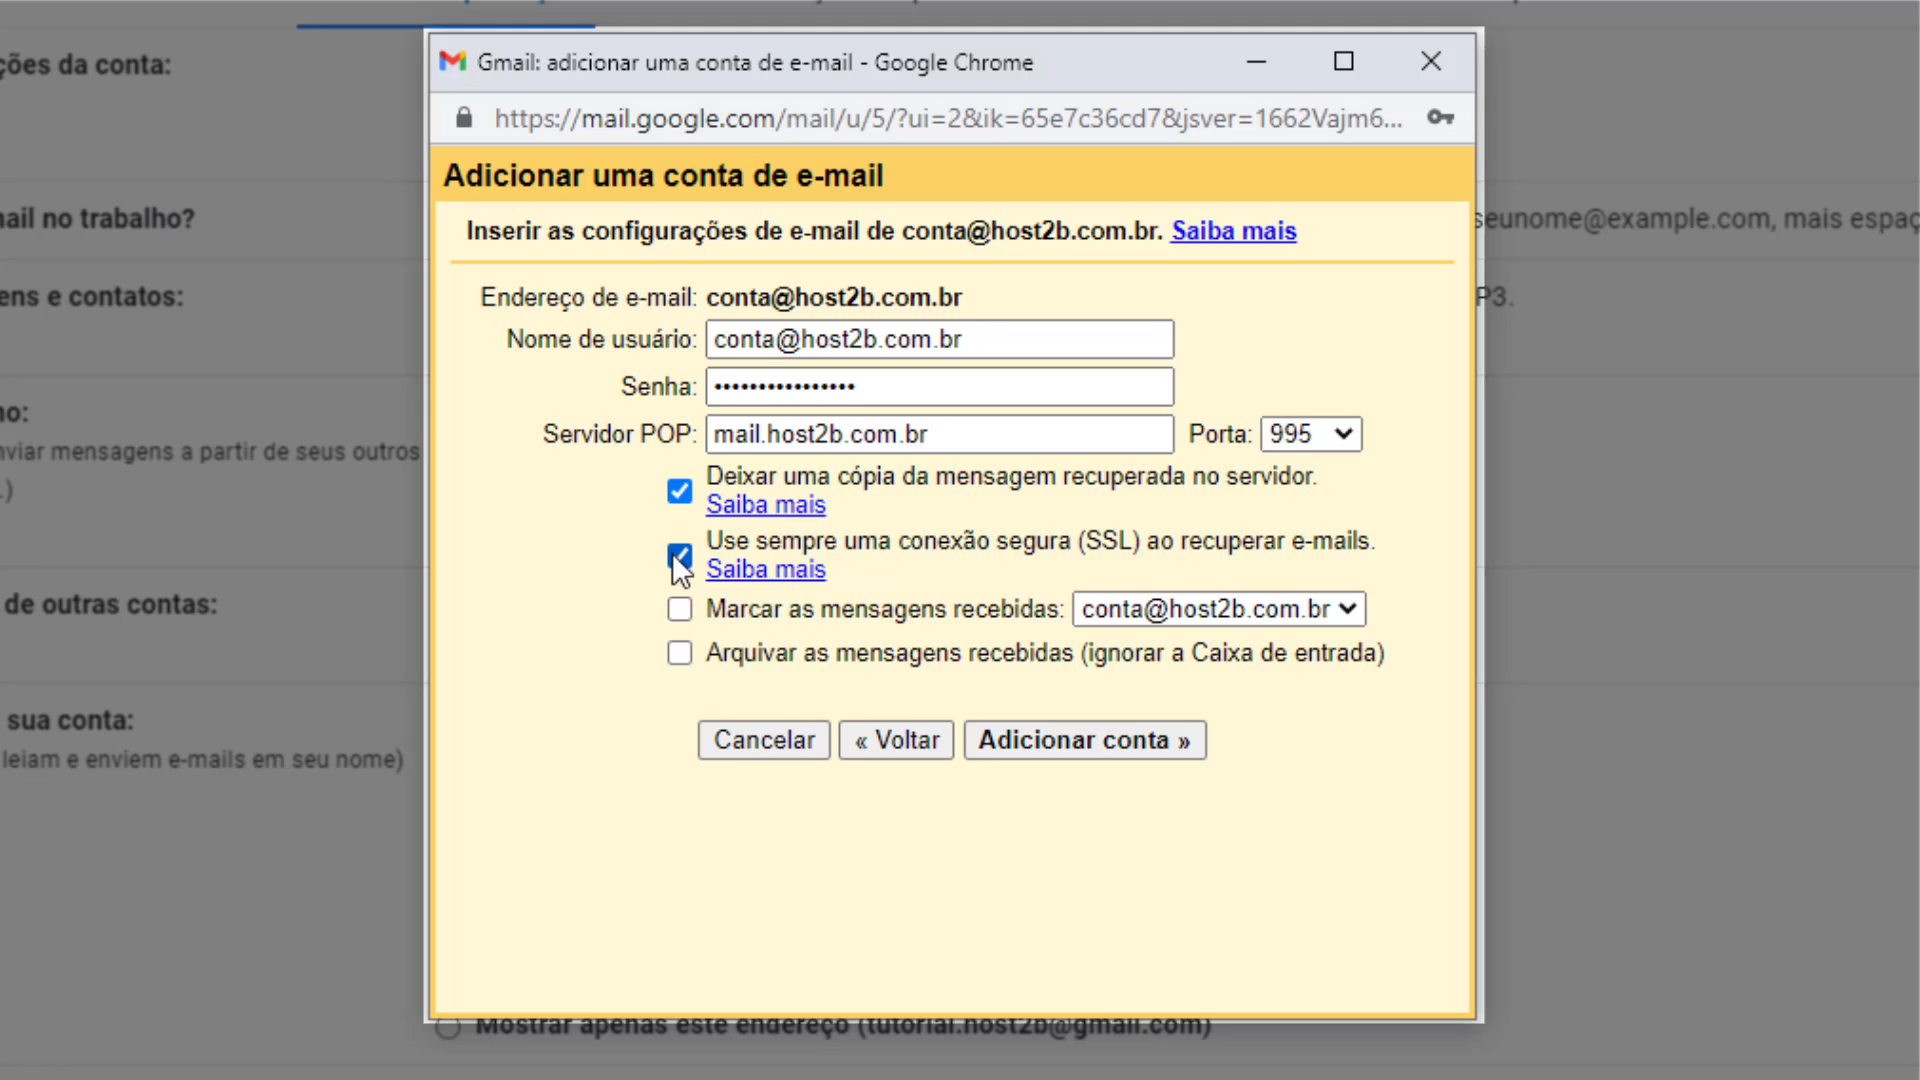 Gmail: adicionar uma conta de e-mail - Google Chrome
https://mail.google.com/mail/u/5/?ui=2&ik=65e7c36cd7&jsver=1662Vajm6...
ções da conta:
Adicionar uma conta de e-mail
ail no trabalho?
seunome@example.com, mais espaç
Inserir as configurações de e-mail de conta@host2b.com.br. Saiba mais
ens e contatos:
P3.
Endereço de e-mail: conta@host2b.com.br
Nome de usuário: conta@host2b.com.br
Senha: ••••••••••••••••
Servidor POP: mail.host2b.com.br Porta: 995
ho:
nviar mensagens a partir de seus outros
.)
Deixar uma cópia da mensagem recuperada no servidor.
Saiba mais
Use sempre uma conexão segura (SSL) ao recuperar e-mails.
Saiba mais
de outras contas:
Marcar as mensagens recebidas: conta@host2b.com.br
Arquivar as mensagens recebidas (ignorar a Caixa de entrada)
sua conta:
leiam e enviem e-mails em seu nome)
Cancelar « Voltar Adicionar conta »
Mostrar apenas este endereço (tutorial.host2b@gmail.com)